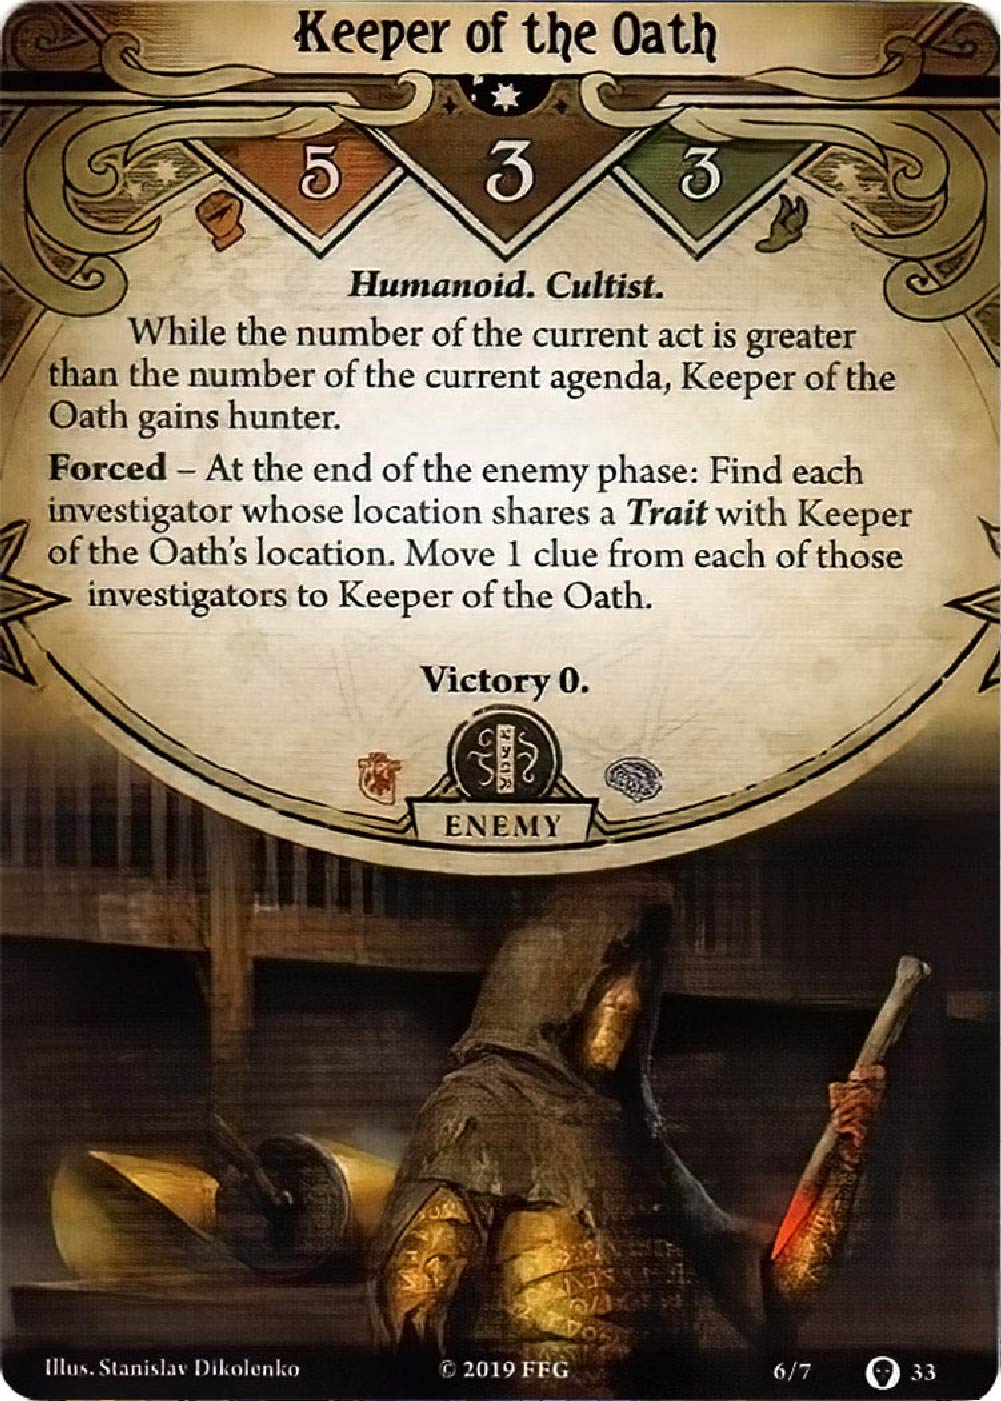 Keeper of the Oath
5 3 3
Humanoid. Cultist.
While the number of the current act is greater
than the number of the current agenda, Keeper of the
Oath gains hunter.
Forced – At the end of the enemy phase: Find each
investigator whose location shares a Trait with Keeper
of the Oath's location. Move 1 clue from each of those
investigators to Keeper of the Oath.
Victory 0.
ENEMY
Illus. Stanislav Dikolenko © 2019 FFG 6/7 33